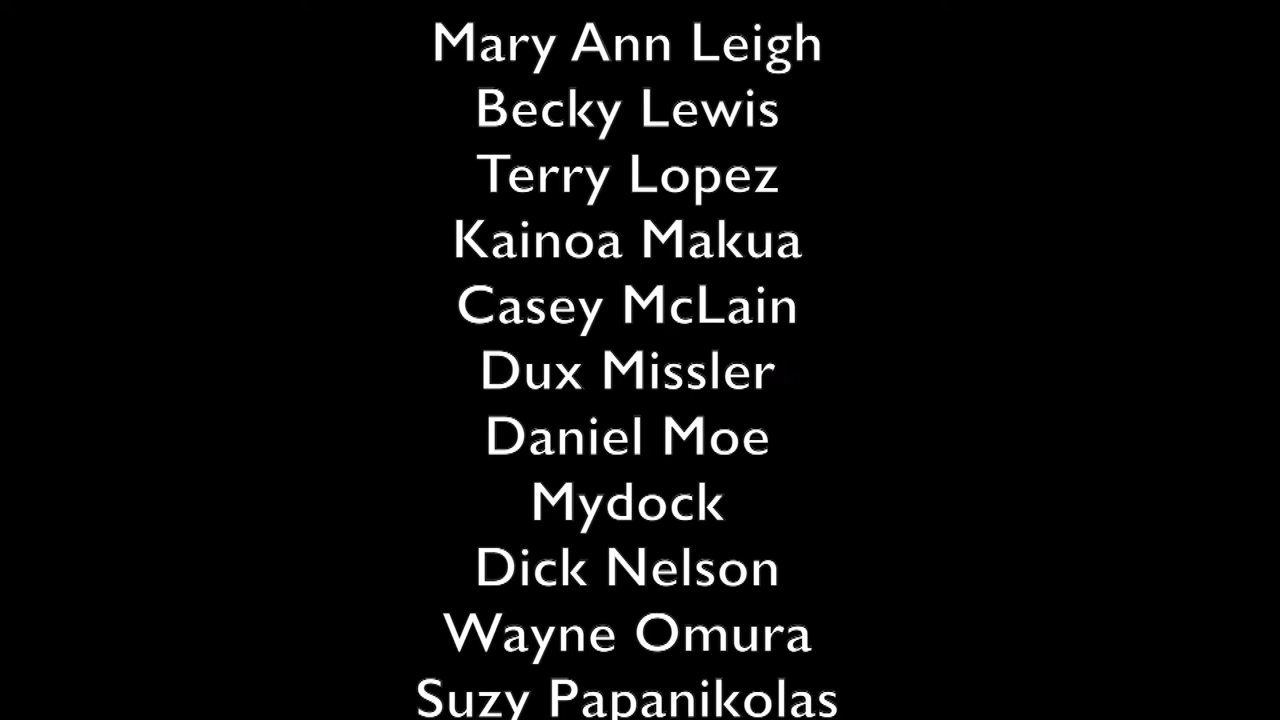 Mary Ann Leigh
Becky Lewis
Terry Lopez
Kainoa Makua
Casey McLain
Dux Missler
Daniel Moe
Mydock
Dick Nelson
Wayne Omura
Suzy Papanikolas